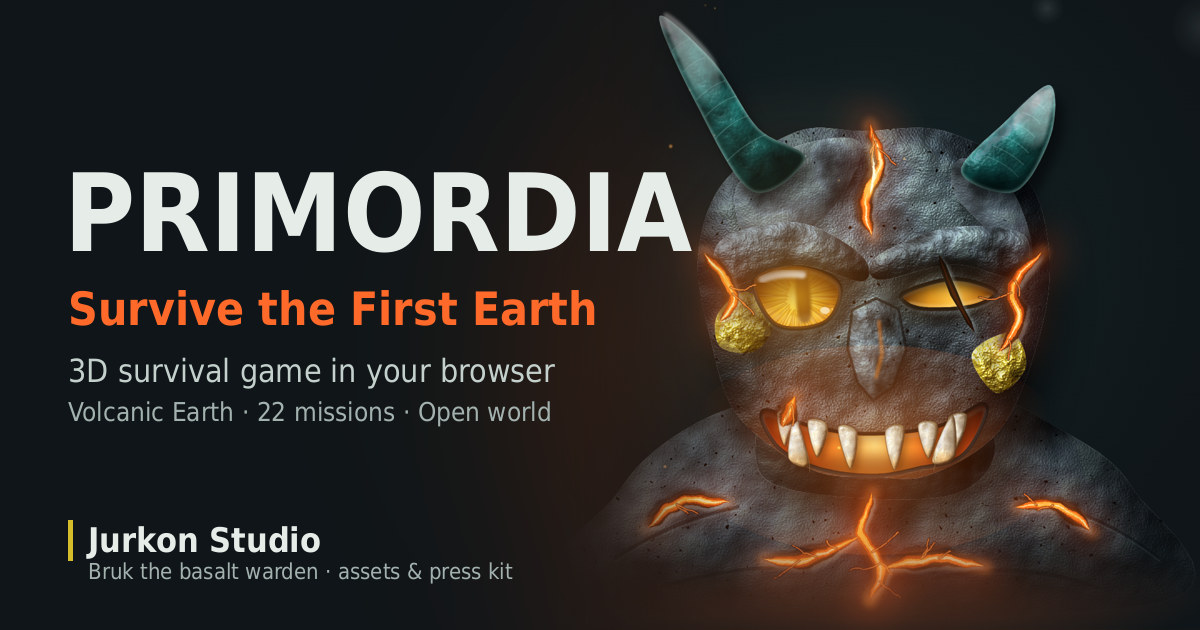 PRIMORDIA
Survive the First Earth
3D survival game in your browser
Volcanic Earth · 22 missions · Open world
Jurkon Studio
Bruk the basalt warden · assets & press kit